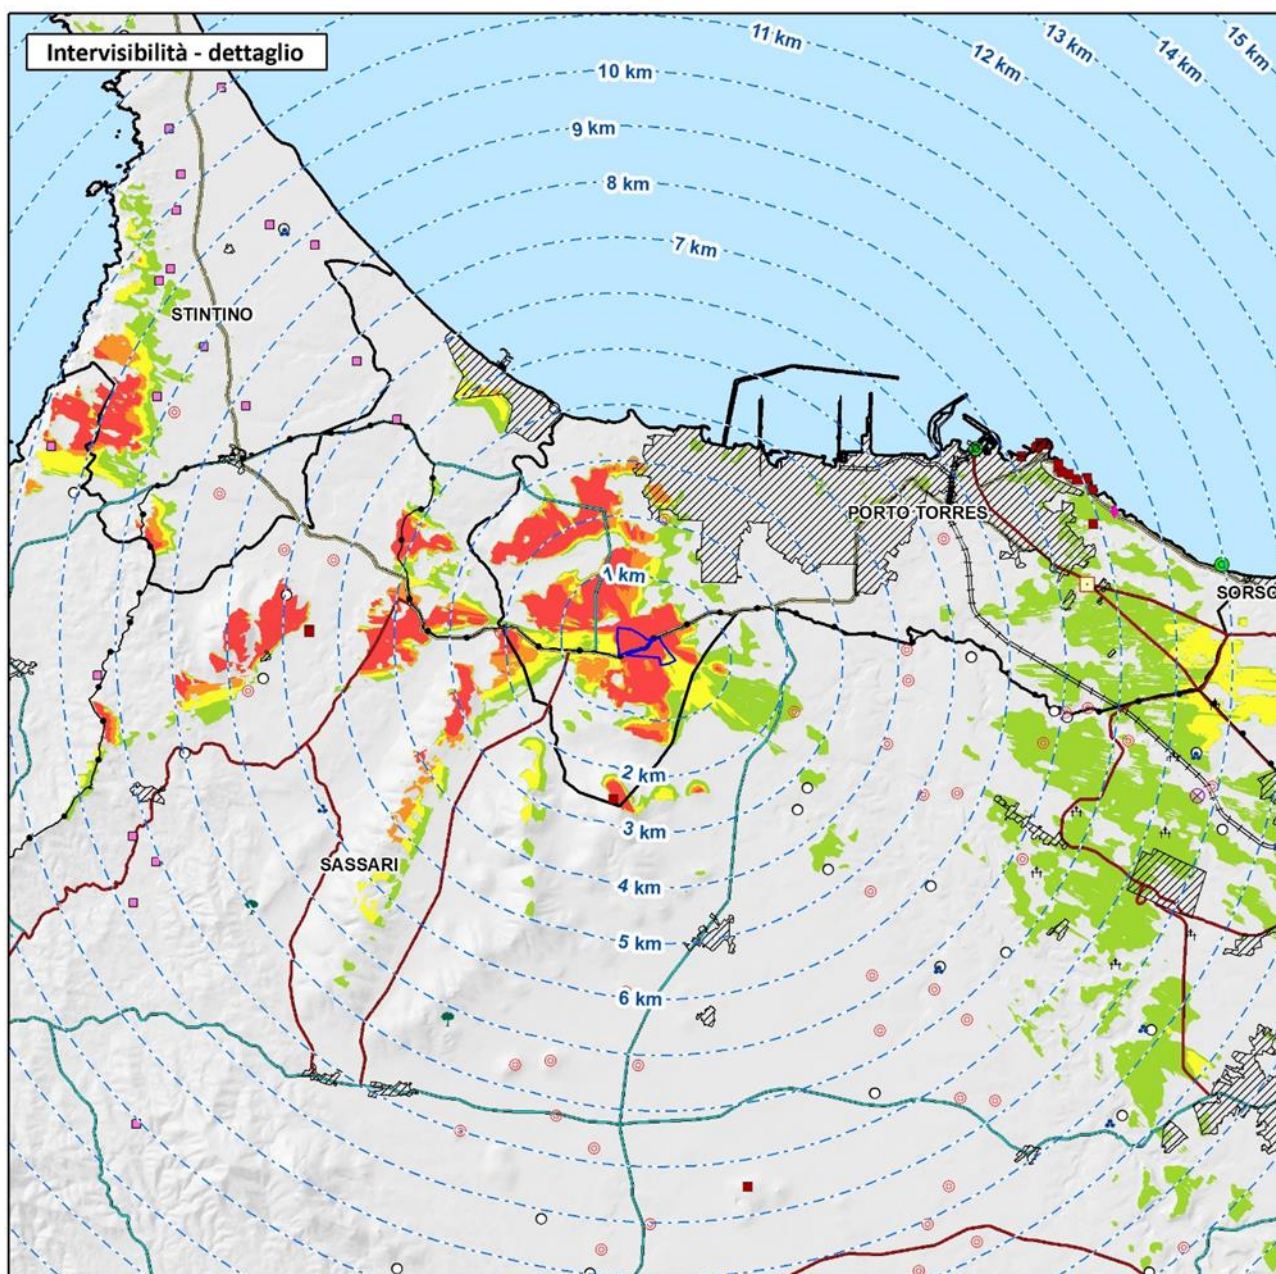 Intervisibilità - dettaglio
11 km
12 km
13 km
14 km
15 km
10 km
9 km
8 km
7 km
STINTINO
PORTO TORRES
1 km
SORSO
2 km
3 km
SASSARI
4 km
5 km
6 km